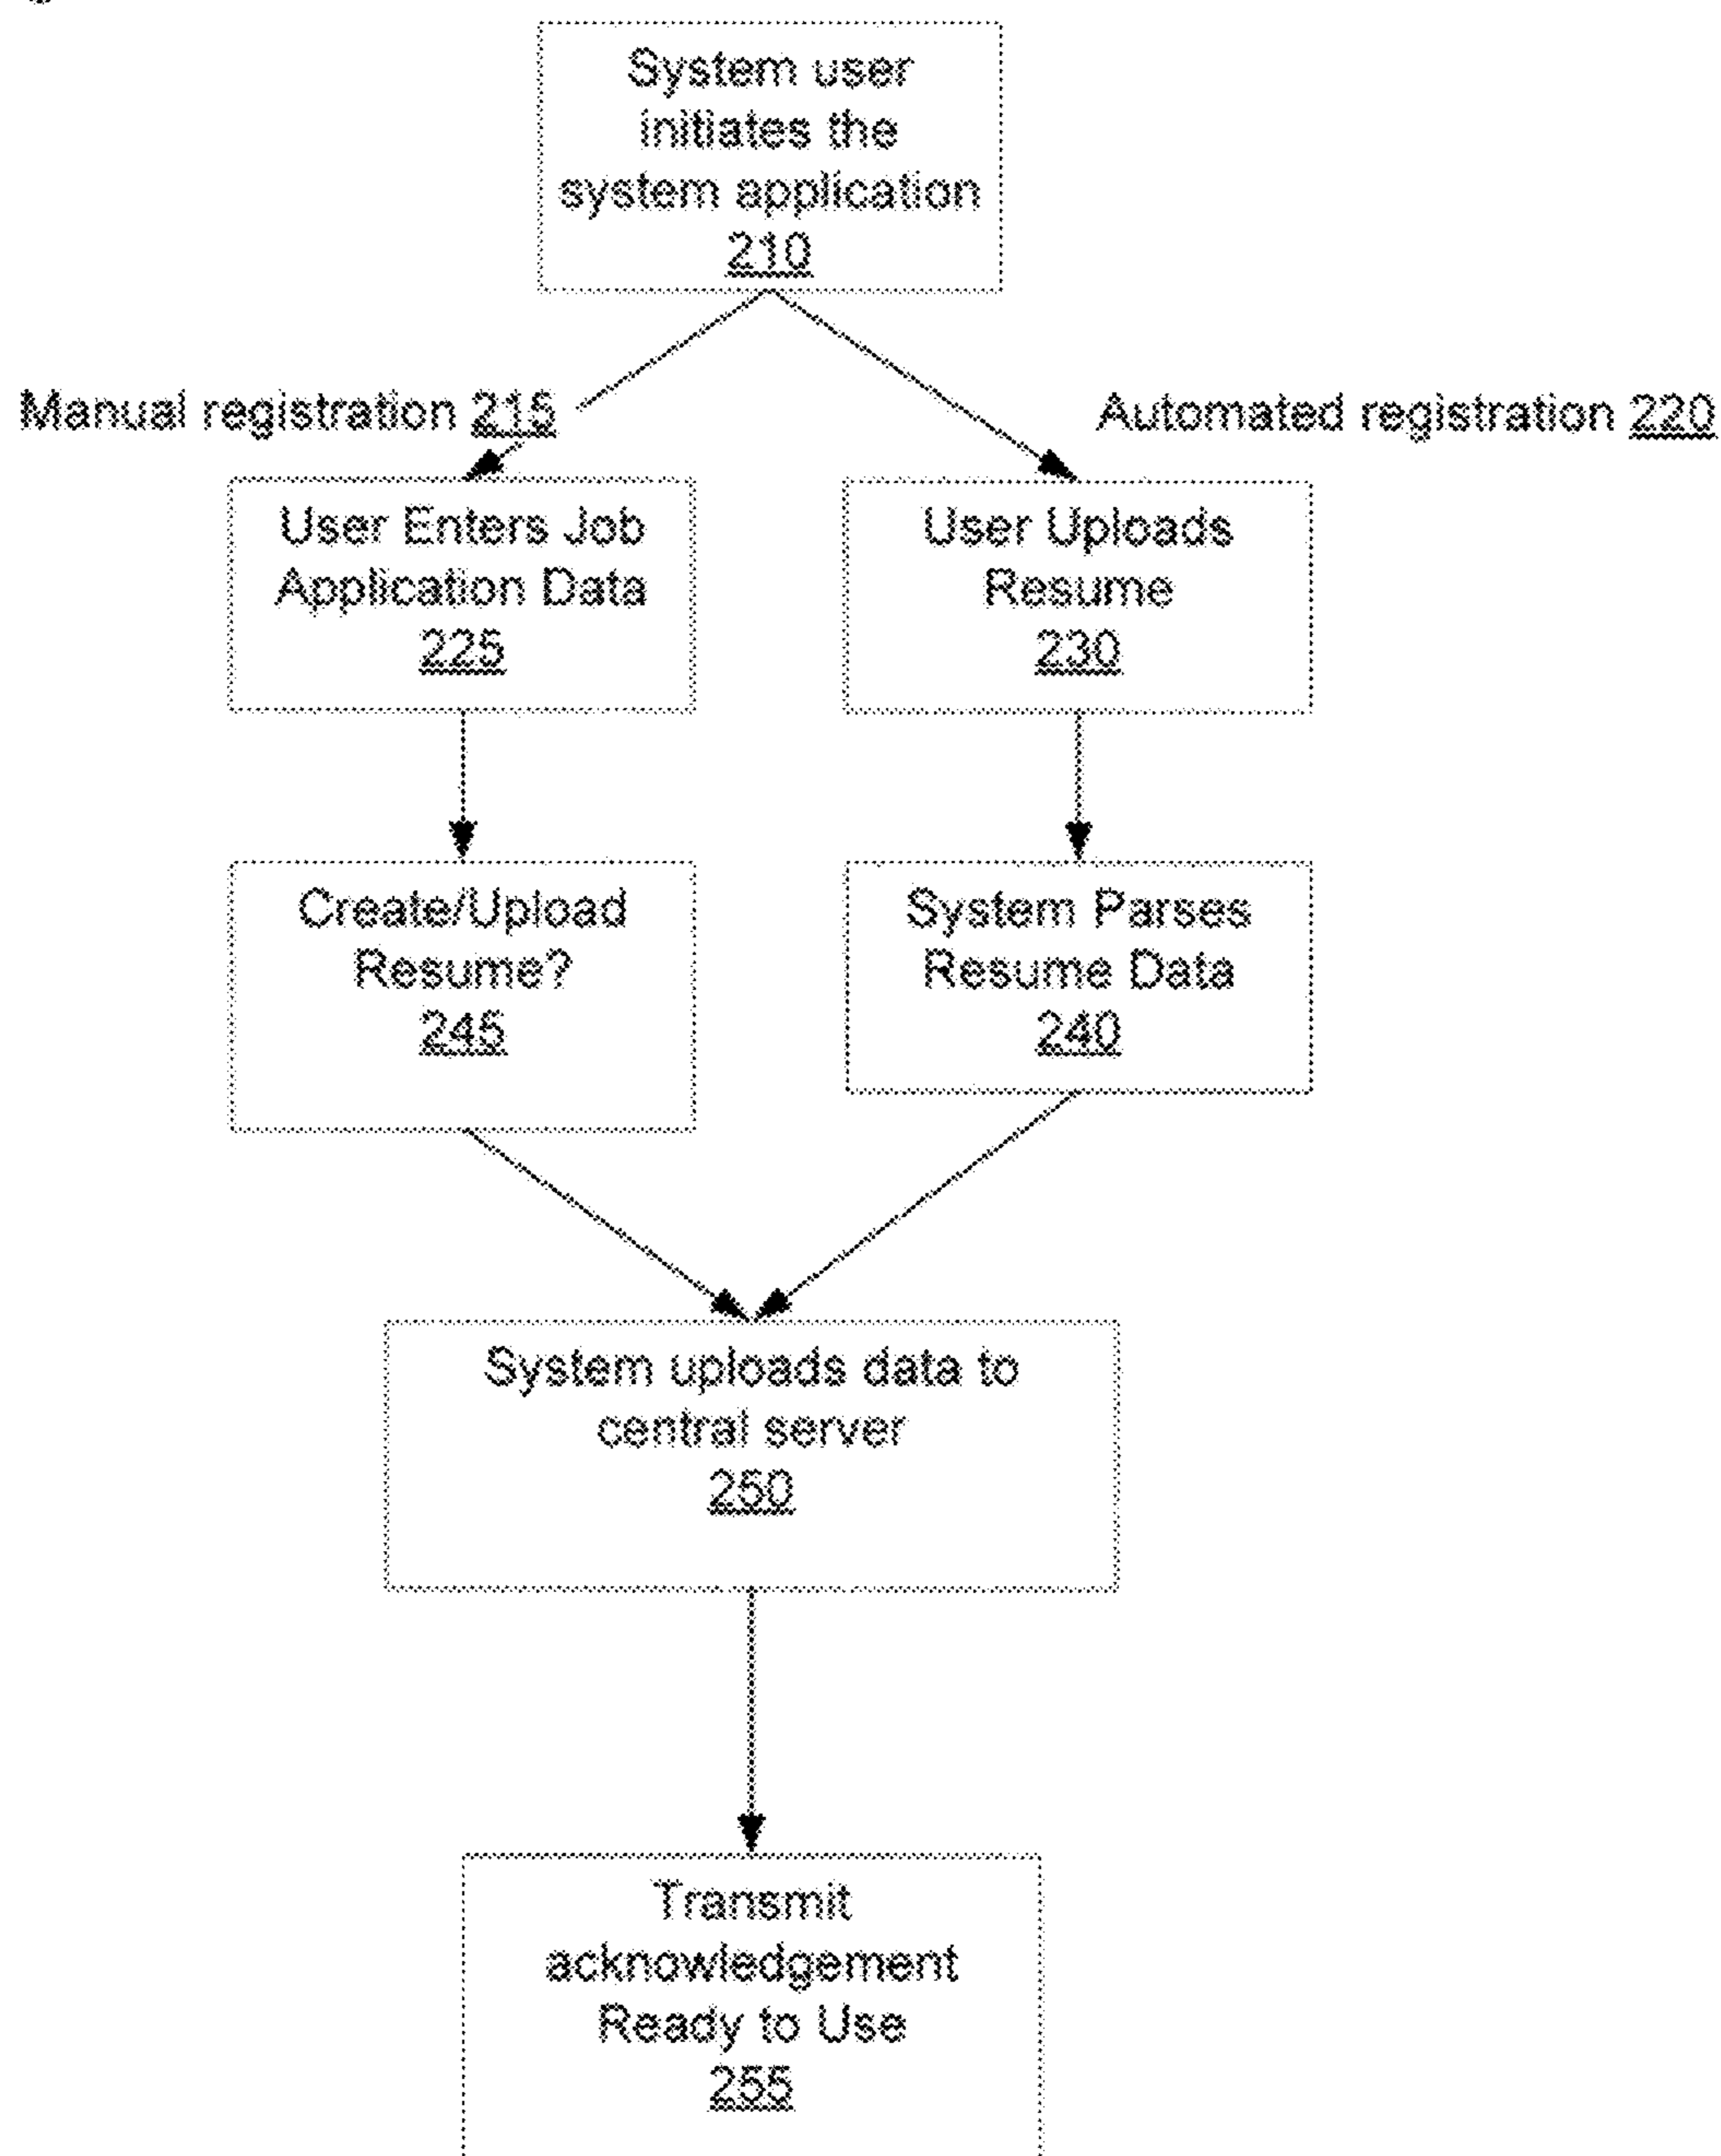 System user
initiates the
system application
210
Manual registration 215
Automated registration 220
User Enters Job
Application Data
225
User Uploads
Resume
230
Create/Upload
Resume?
245
System Parses
Resume Data
240
System uploads data to
central server
250
Transmit
acknowledgement
Ready to Use
255